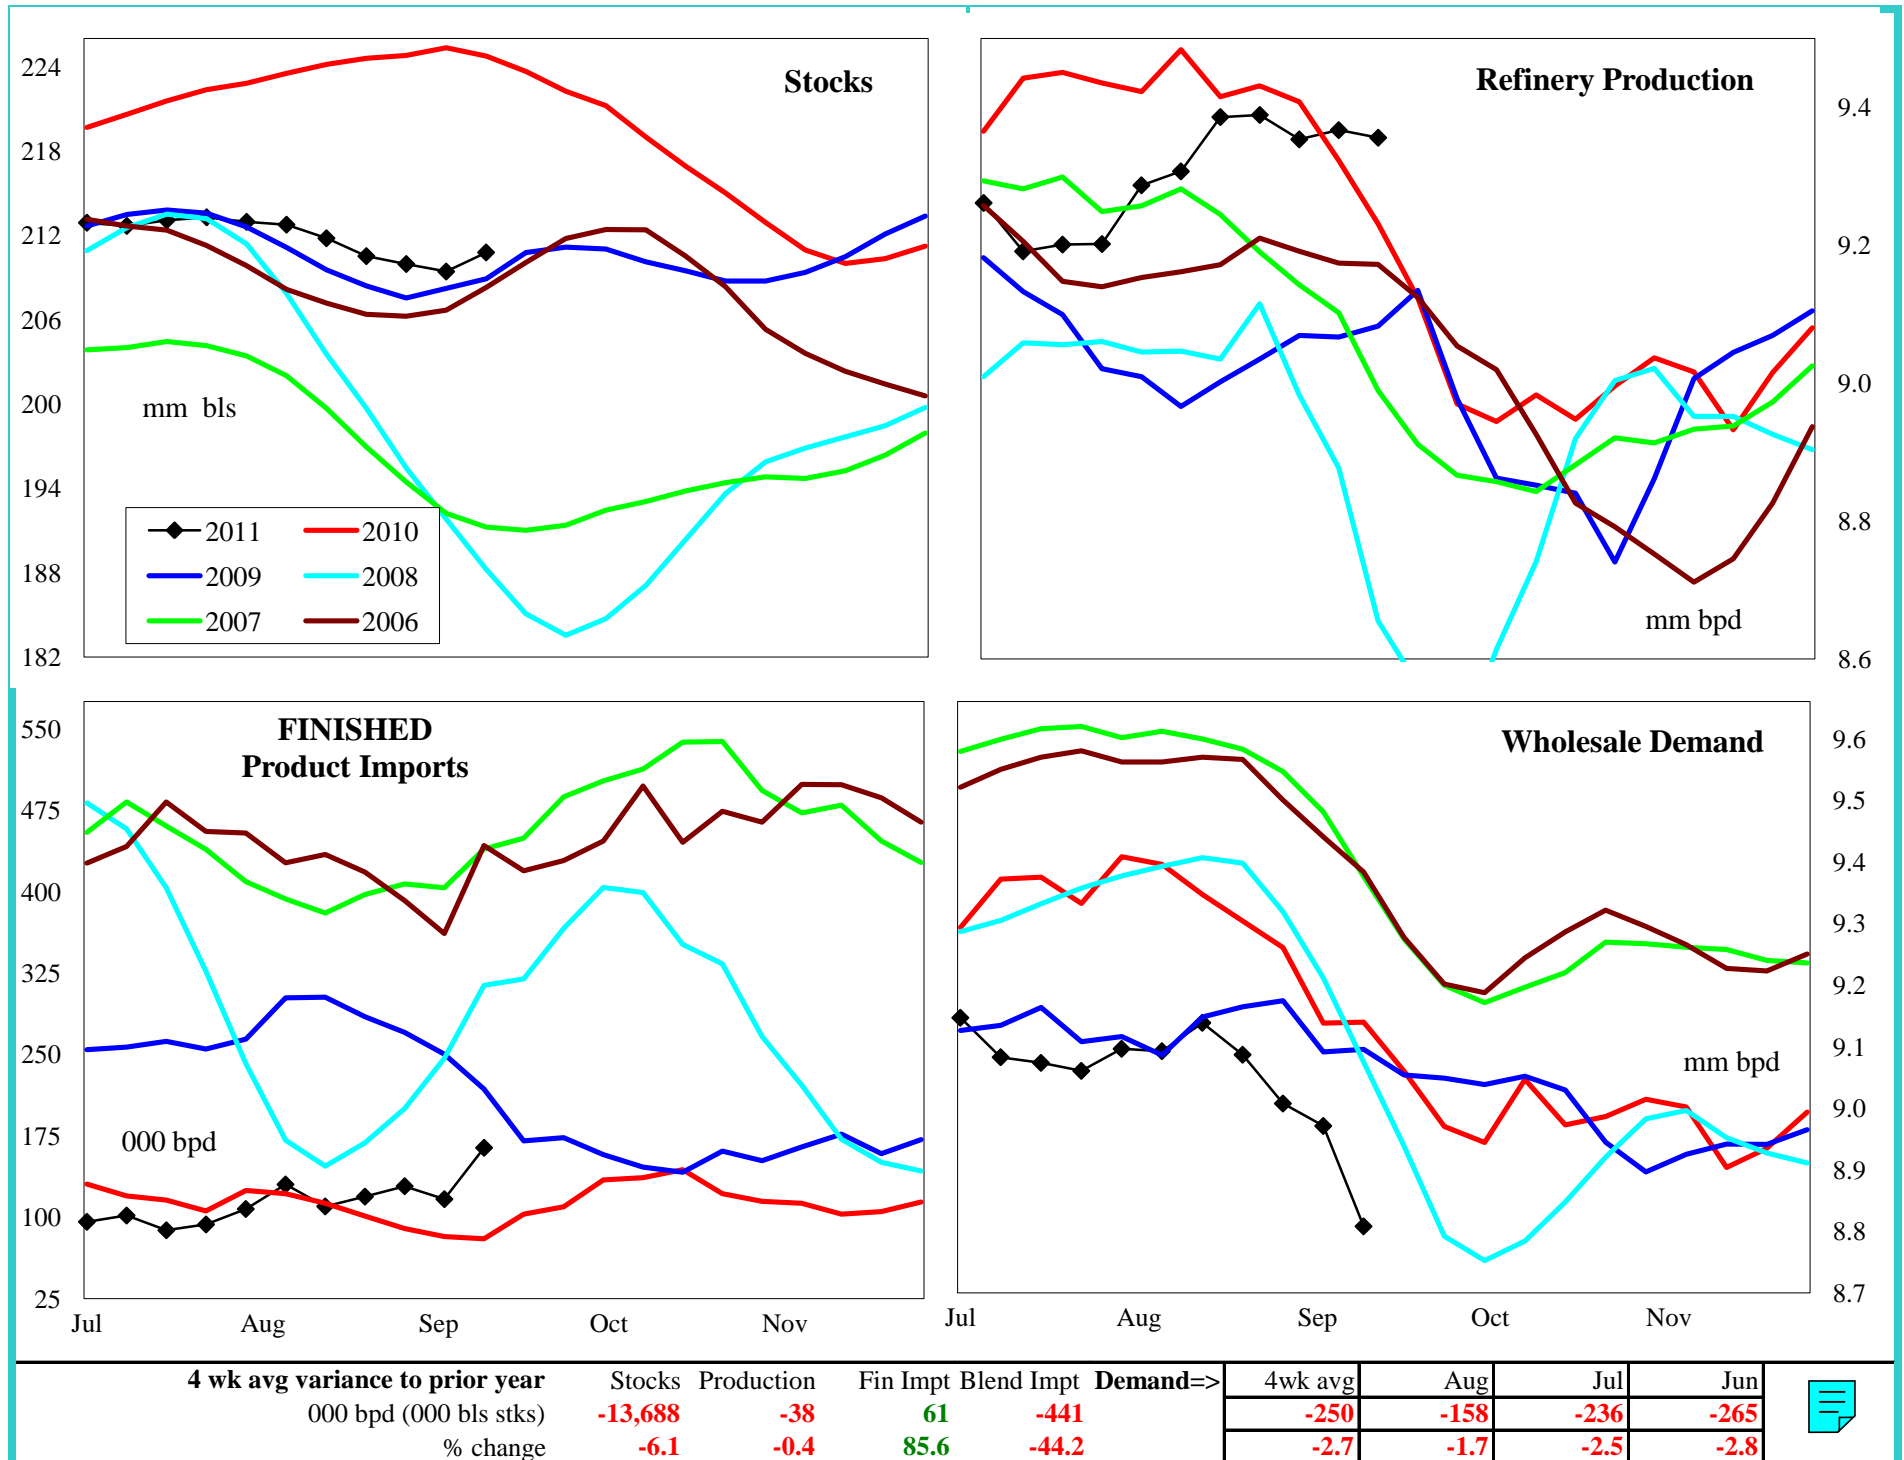 Stocks
224
218
212
206
200
194
188
182
mm bls
2011 2010
2009 2008
2007 2006
Refinery Production
9.4
9.2
9.0
8.8
8.6
mm bpd
FINISHED
Product Imports
550
475
400
325
250
175
100
25
000 bpd
Jul Aug Sep Oct Nov
Wholesale Demand
9.6
9.5
9.4
9.3
9.2
9.1
9.0
8.9
8.8
8.7
mm bpd
Jul Aug Sep Oct Nov
4 wk avg variance to prior year Stocks Production Fin Impt Blend Impt Demand=> 4wk avg Aug Jul Jun
000 bpd (000 bls stks) -13,688 -38 61 -441 -250 -158 -236 -265
% change -6.1 -0.4 85.6 -44.2 -2.7 -1.7 -2.5 -2.8